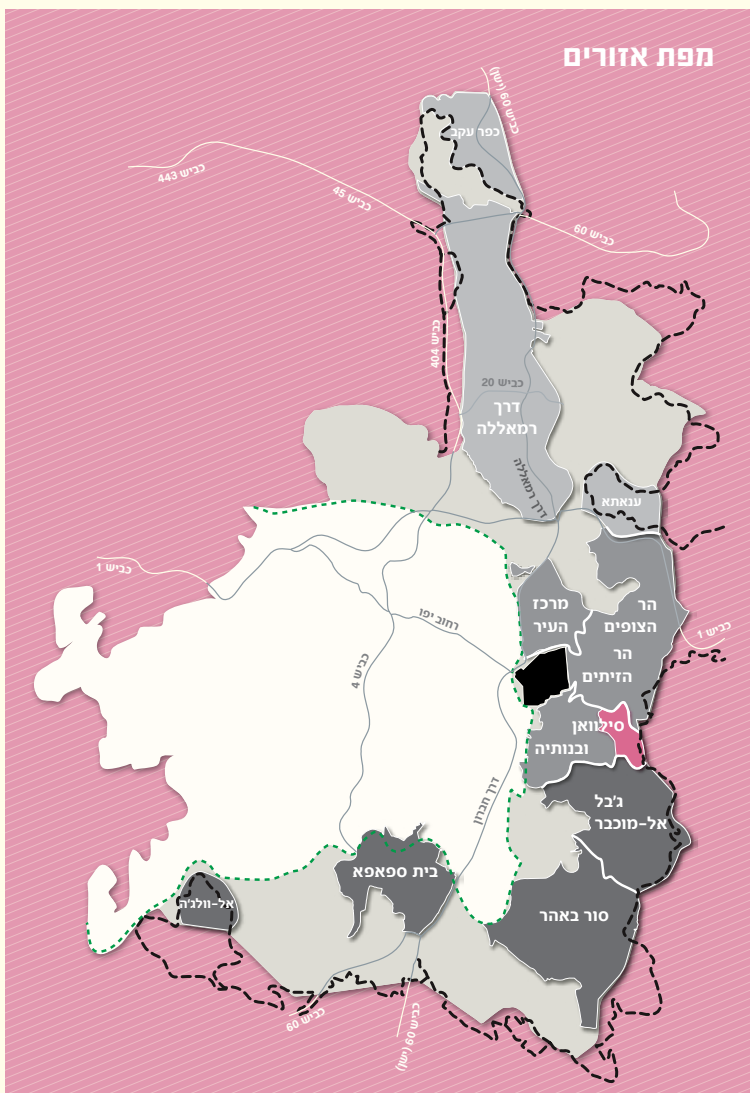 מפת אזורים
כביש 60 (ישן)
כפר עקב
כביש 443
כביש 45
כביש 60
כביש 404
כביש 20
דרך
רמאללה
דרך רמאללה
ענאתא
כביש 1
מרכז
העיר
הר
הצופים
הר
הזיתים
כביש 1
רחוב יפו
כביש 4
סילוואן
ובנותיה
דרך חברון
ג'בל
אל-מוכבר
בית ספאפא
אל-וולג'ה
סור באהר
כביש 60
כביש 60 (ישן)